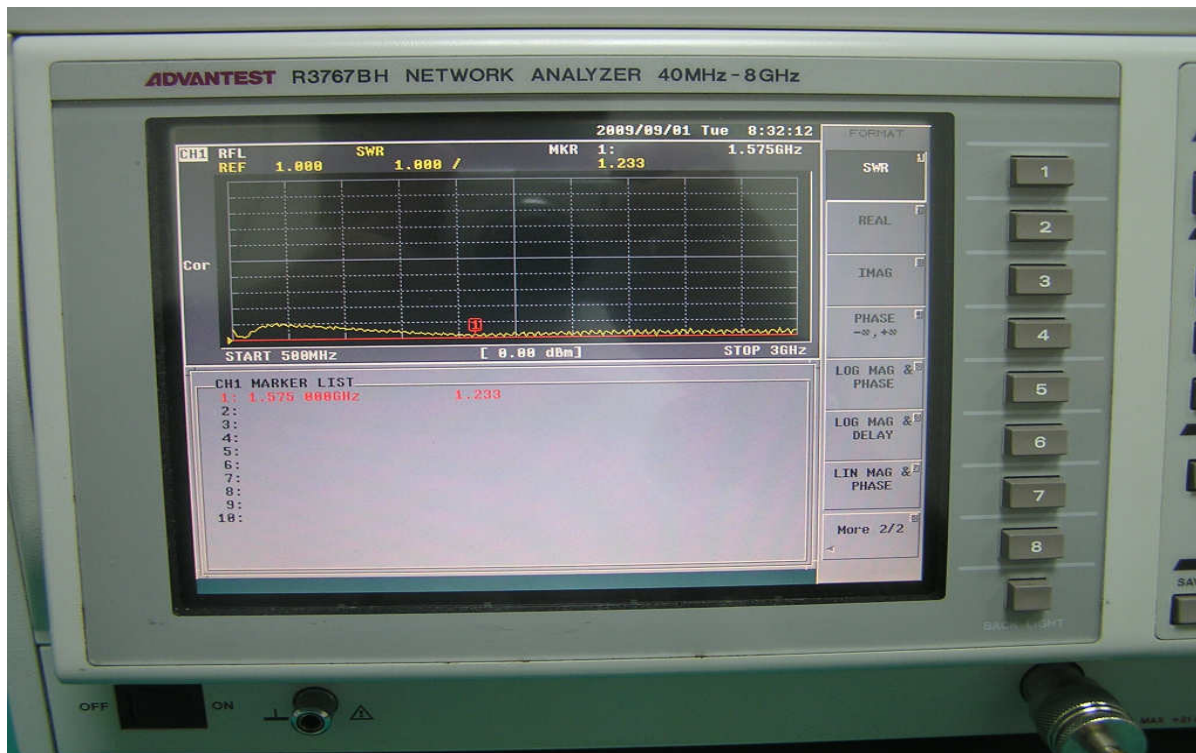 ADVANTEST R3767BH NETWORK ANALYZER 40MHz-8GHz
2009/09/01 Tue 8:32:12
CH1 RFL SWR MKR 1: 1.575GHz
REF 1.000 1.000 / 1.233
Cor
1
START 500MHz [ 0.00 dBm] STOP 3GHz
CH1 MARKER LIST
1: 1.575 000GHz 1.233
2:
3:
4:
5:
6:
7:
8:
9:
10:
FORMAT
SWR
REAL
IMAG
PHASE
-∞,+∞
LOG MAG &
PHASE
LOG MAG &
DELAY
LIN MAG &
PHASE
More 2/2
1
2
3
4
5
6
7
8
BACK LIGHT
OFF
ON